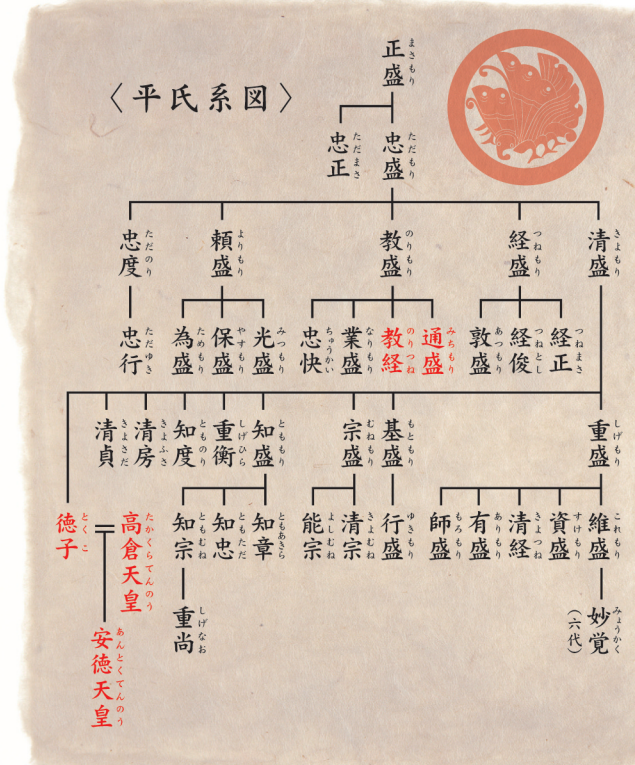 〈平氏系図〉
正盛 まさもり
忠盛 ただもり
忠正 ただまさ
清盛 きよもり
経盛 つねもり
教盛 のりもり
頼盛 よりもり
忠度 ただのり
経正 つねまさ
経俊 つねとし
敦盛 あつもり
通盛 みちもり
教経 のりつね
業盛 なりもり
忠快 ちゅうかい
光盛 みつもり
保盛 やすもり
為盛 ためもり
忠行 ただゆき
重盛 しげもり
基盛 もともり
宗盛 むねもり
知盛 とももり
重衡 しげひら
知度 とものり
清房 きよふさ
清貞 きよさだ
徳子 とくこ
高倉天皇 たかくらてんのう
安徳天皇 あんとくてんのう
維盛 これもり
資盛 すけもり
清経 きよつね
有盛 ありもり
師盛 もろもり
行盛 ゆきもり
清宗 きよむね
能宗 よしむね
知章 ともあきら
知忠 ともただ
知宗 ともむね
重尚 しげなお
妙覚 みょうかく
（六代）